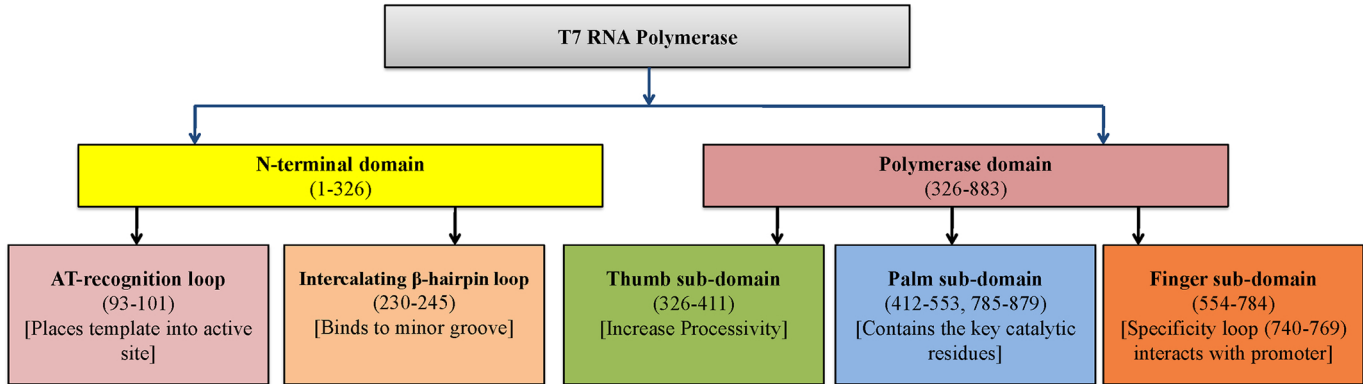 T7 RNA Polymerase
N-terminal domain
(1-326)
Polymerase domain
(326-883)
AT-recognition loop
(93-101)
[Places template into active
site]
Intercalating β-hairpin loop
(230-245)
[Binds to minor groove]
Thumb sub-domain
(326-411)
[Increase Processivity]
Palm sub-domain
(412-553, 785-879)
[Contains the key catalytic
residues]
Finger sub-domain
(554-784)
[Specificity loop (740-769)
interacts with promoter]